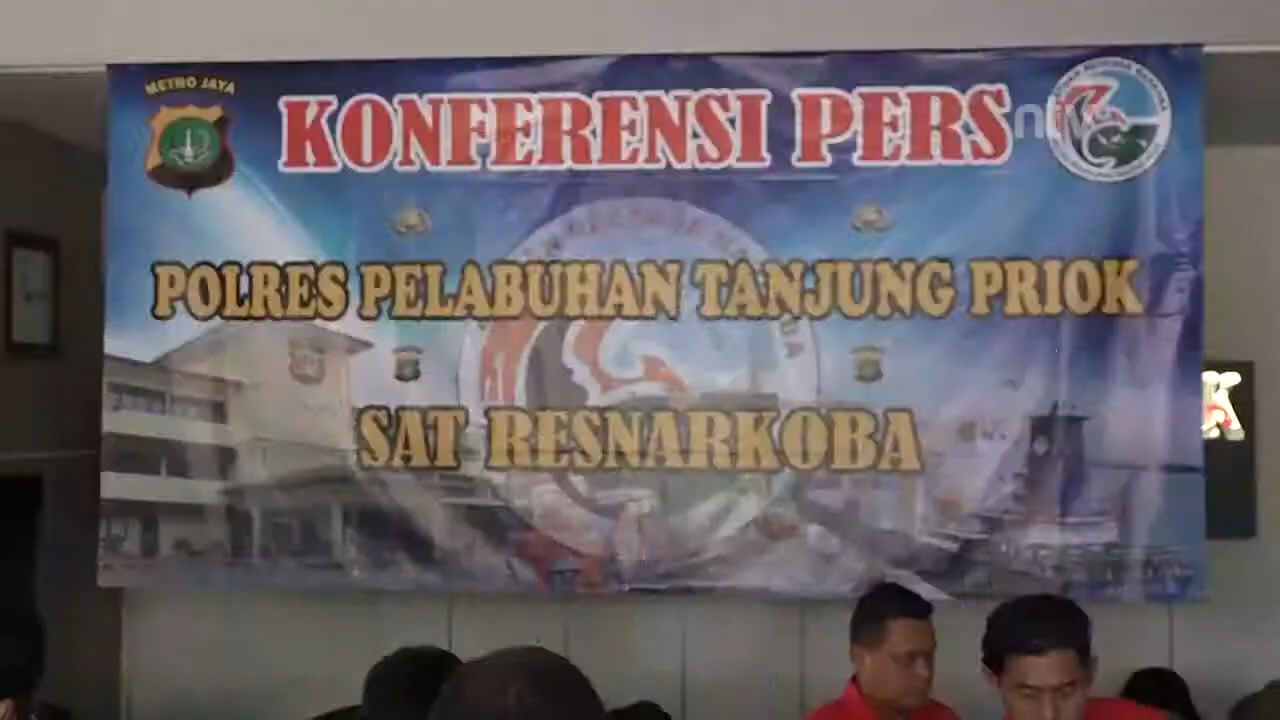 METRO JAYA
KONFERENSI PERS
POLRES PELABUHAN TANJUNG PRIOK
SAT RESNARKOBA